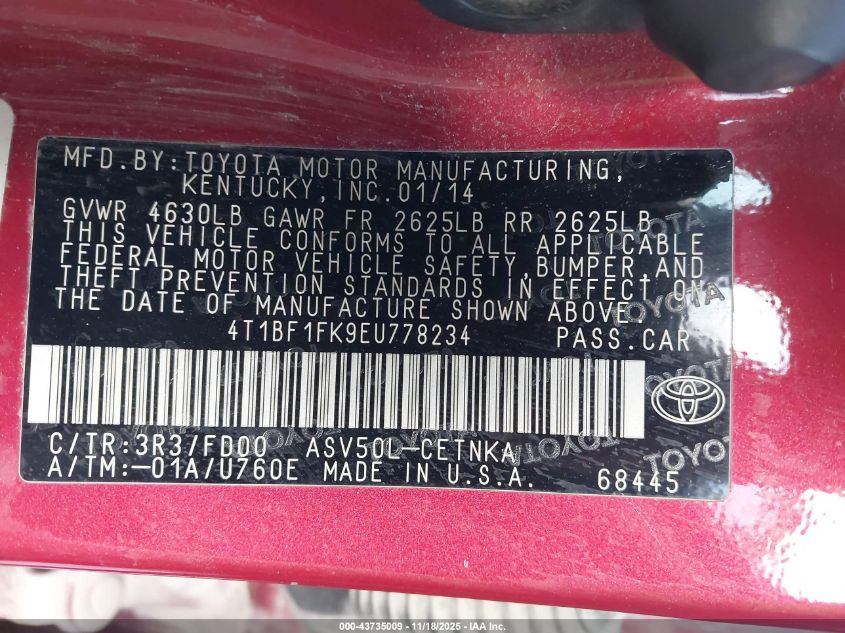 MFD. BY: TOYOTA MOTOR MANUFACTURING,
KENTUCKY, INC. 01/14
GVWR 4630LB GAWR FR 2625LB RR 2625LB
THIS VEHICLE CONFORMS TO ALL APPLICABLE
FEDERAL MOTOR VEHICLE SAFETY, BUMPER, AND
THEFT PREVENTION STANDARDS IN EFFECT ON
THE DATE OF MANUFACTURE SHOWN ABOVE.
4T1BF1FK9EU778234 PASS. CAR
C/TR: 3R3/FD00 ASV50L-CETNKA
A/TM: -01A/U760E MADE IN U.S.A. 68445
TOYOTA
000-43735009 - 11/18/2025 - IAA, Inc.